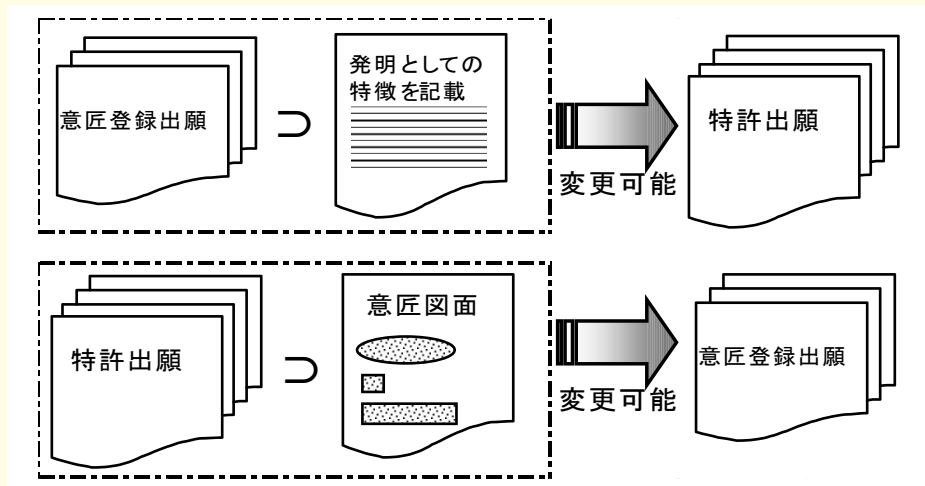 意匠登録出願
⊃
発明としての
特徴を記載
変更可能
特許出願
特許出願
⊃
意匠図面
変更可能
意匠登録出願